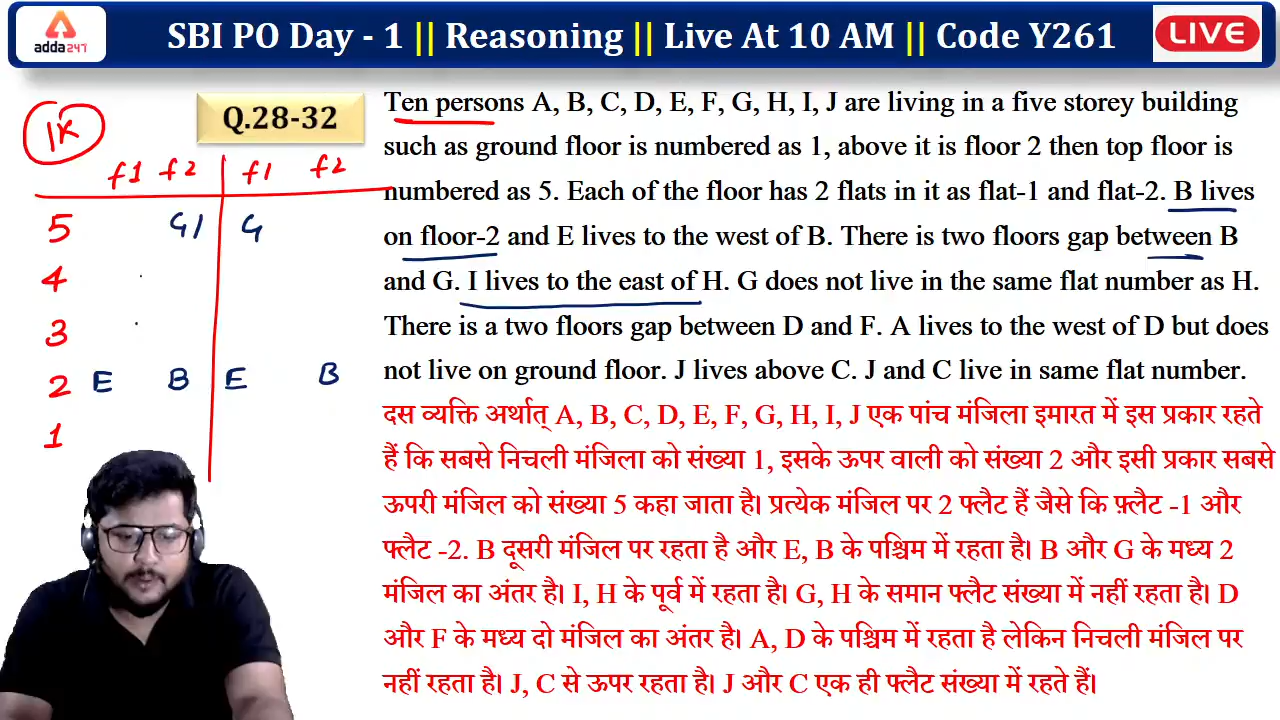 adda247
SBI PO Day - 1 || Reasoning || Live At 10 AM || Code Y261
LIVE
1K
Q.28-32
f1 f2 f1 f2
5 G G
4
3
2 E B E B
1
Ten persons A, B, C, D, E, F, G, H, I, J are living in a five storey building
such as ground floor is numbered as 1, above it is floor 2 then top floor is
numbered as 5. Each of the floor has 2 flats in it as flat-1 and flat-2. B lives
on floor-2 and E lives to the west of B. There is two floors gap between B
and G. I lives to the east of H. G does not live in the same flat number as H.
There is a two floors gap between D and F. A lives to the west of D but does
not live on ground floor. J lives above C. J and C live in same flat number.
दस व्यक्ति अर्थात् A, B, C, D, E, F, G, H, I, J एक पांच मंजिला इमारत में इस प्रकार रहते
हैं कि सबसे निचली मंजिला को संख्या 1, इसके ऊपर वाली को संख्या 2 और इसी प्रकार सबसे
ऊपरी मंजिल को संख्या 5 कहा जाता है। प्रत्येक मंजिल पर 2 फ्लैट हैं जैसे कि फ़्लैट -1 और
फ्लैट -2. B दूसरी मंजिल पर रहता है और E, B के पश्चिम में रहता है। B और G के मध्य 2
मंजिल का अंतर है। I, H के पूर्व में रहता है। G, H के समान फ्लैट संख्या में नहीं रहता है। D
और F के मध्य दो मंजिल का अंतर है। A, D के पश्चिम में रहता है लेकिन निचली मंजिल पर
नहीं रहता है। J, C से ऊपर रहता है। J और C एक ही फ्लैट संख्या में रहते हैं।